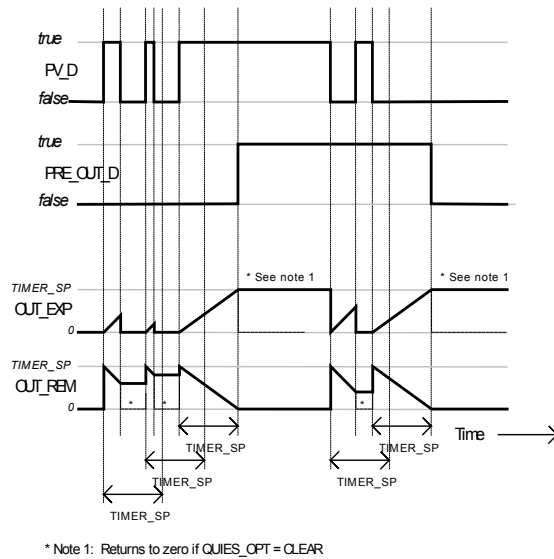 true
PV_D
false
true
PRE_OUT_D
false
TIMER_SP
* See note 1
* See note 1
OUT_EXP
0
TIMER_SP
OUT_REM
* * *
0
Time
TIMER_SP TIMER_SP
TIMER_SP TIMER_SP
TIMER_SP
* Note 1: Returns to zero if QUIES_OPT = CLEAR